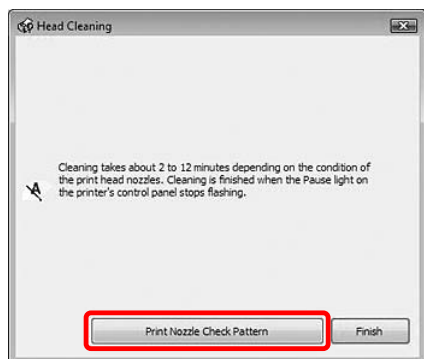 Head Cleaning
Cleaning takes about 2 to 12 minutes depending on the condition of
the print head nozzles. Cleaning is finished when the Pause light on
the printer's control panel stops flashing.
Print Nozzle Check Pattern
Finish